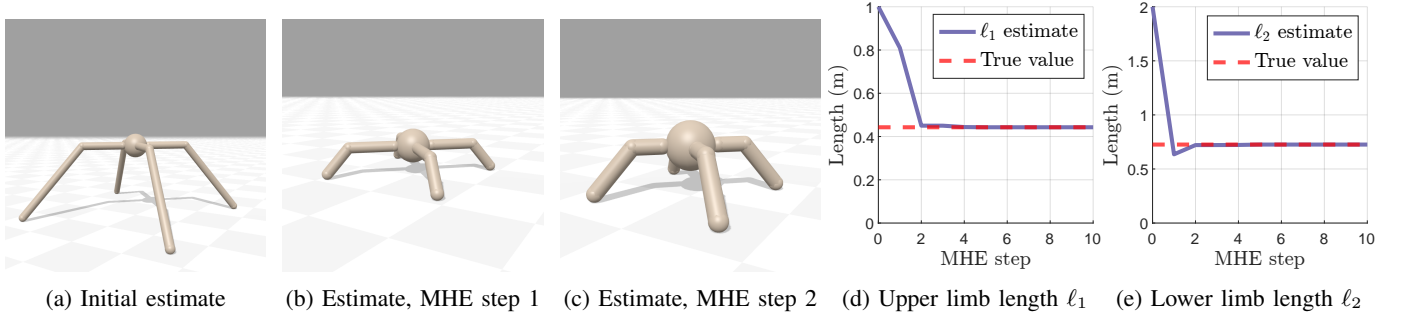 1
0.8
0.6
0.4
0.2
0
Length (m)
ℓ1 estimate
True value
0 2 4 6 8 10
MHE step
2
1.5
1
0.5
0
Length (m)
ℓ2 estimate
True value
0 2 4 6 8 10
MHE step
(a) Initial estimate
(b) Estimate, MHE step 1
(c) Estimate, MHE step 2
(d) Upper limb length ℓ1
(e) Lower limb length ℓ2